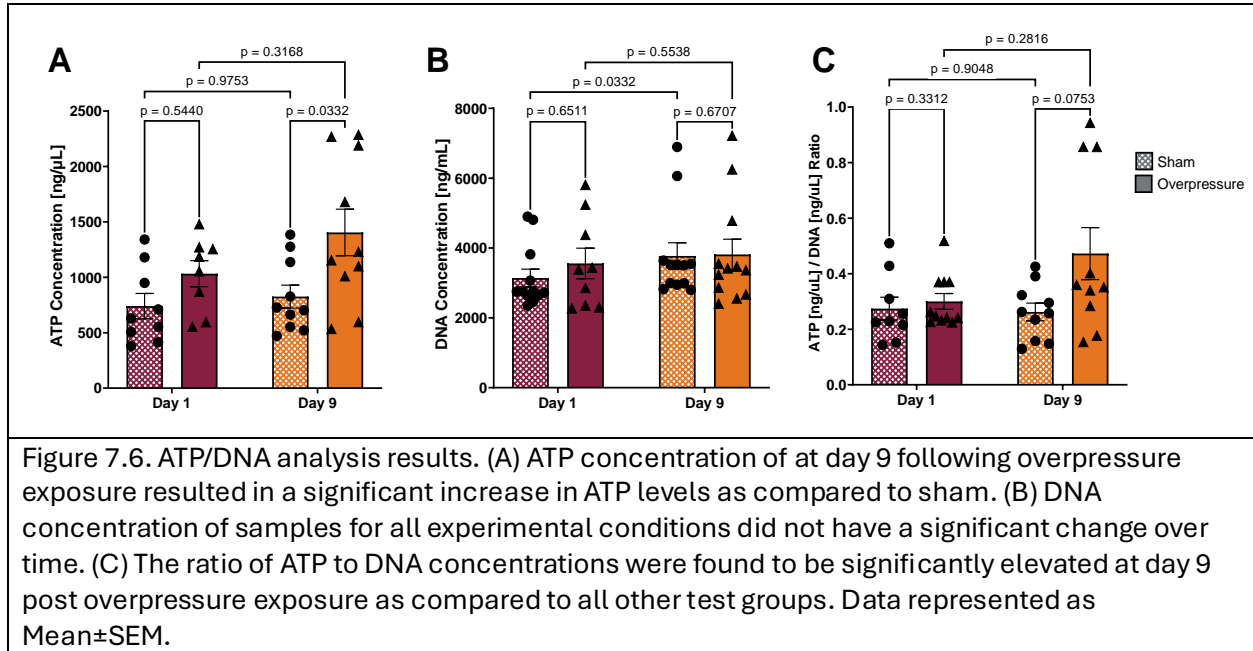 A
p = 0.3168
p = 0.9753
p = 0.5440
p = 0.0332
ATP Concentration [ng/µL]
2500
2000
1500
1000
500
0
Day 1
Day 9
B
p = 0.5538
p = 0.0332
p = 0.6511
p = 0.6707
DNA Concentration [ng/mL]
8000
6000
4000
2000
0
Day 1
Day 9
C
p = 0.2816
p = 0.9048
p = 0.3312
p = 0.0753
ATP [ng/uL] / DNA [ng/uL] Ratio
1.0
0.8
0.6
0.4
0.2
0.0
Day 1
Day 9
Sham
Overpressure
Figure 7.6. ATP/DNA analysis results. (A) ATP concentration of at day 9 following overpressure
exposure resulted in a significant increase in ATP levels as compared to sham. (B) DNA
concentration of samples for all experimental conditions did not have a significant change over
time. (C) The ratio of ATP to DNA concentrations were found to be significantly elevated at day 9
post overpressure exposure as compared to all other test groups. Data represented as
Mean±SEM.